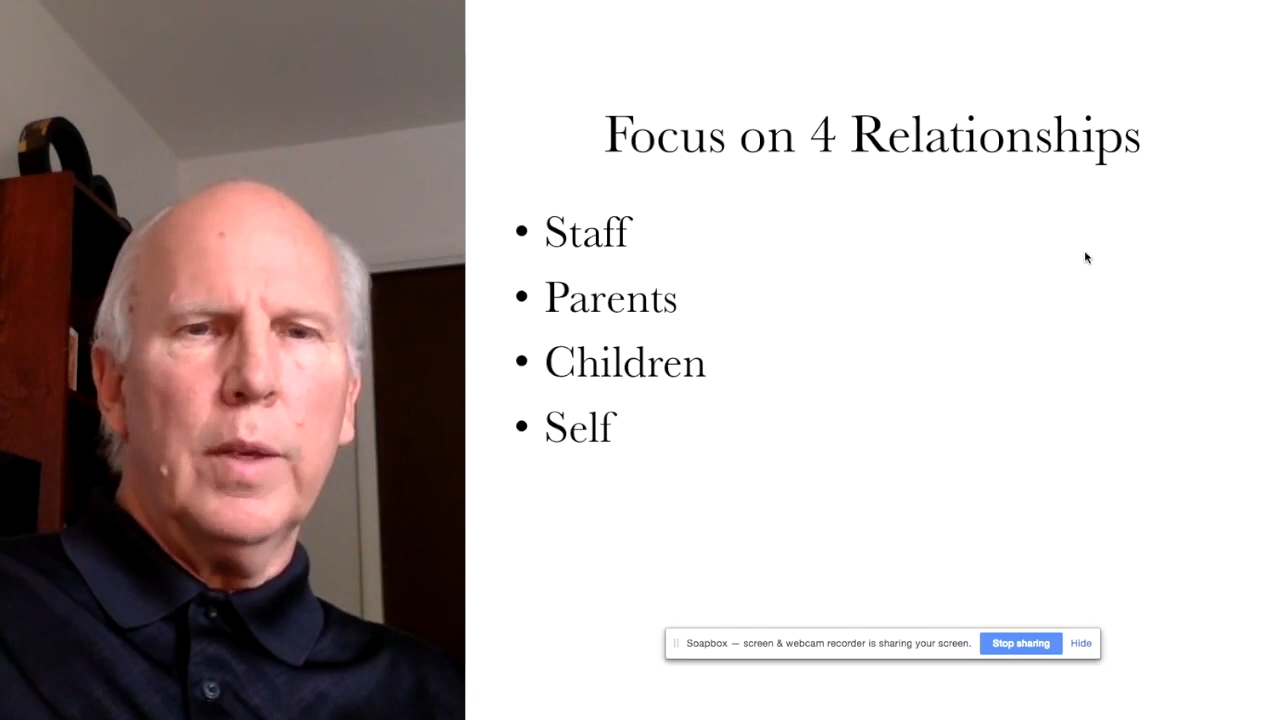 Focus on 4 Relationships
• Staff
• Parents
• Children
• Self
Soapbox — screen & webcam recorder is sharing your screen. Stop sharing Hide